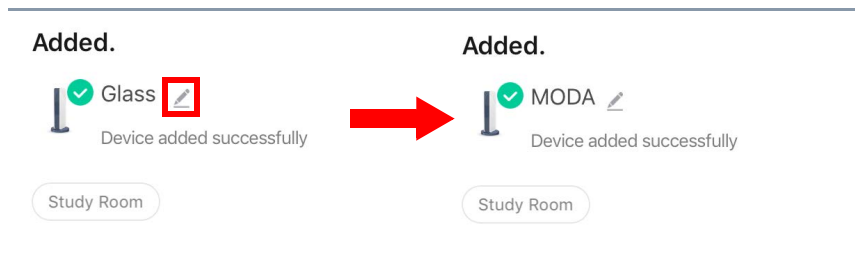 Added.
Glass
Device added successfully
Study Room
Added.
MODA
Device added successfully
Study Room